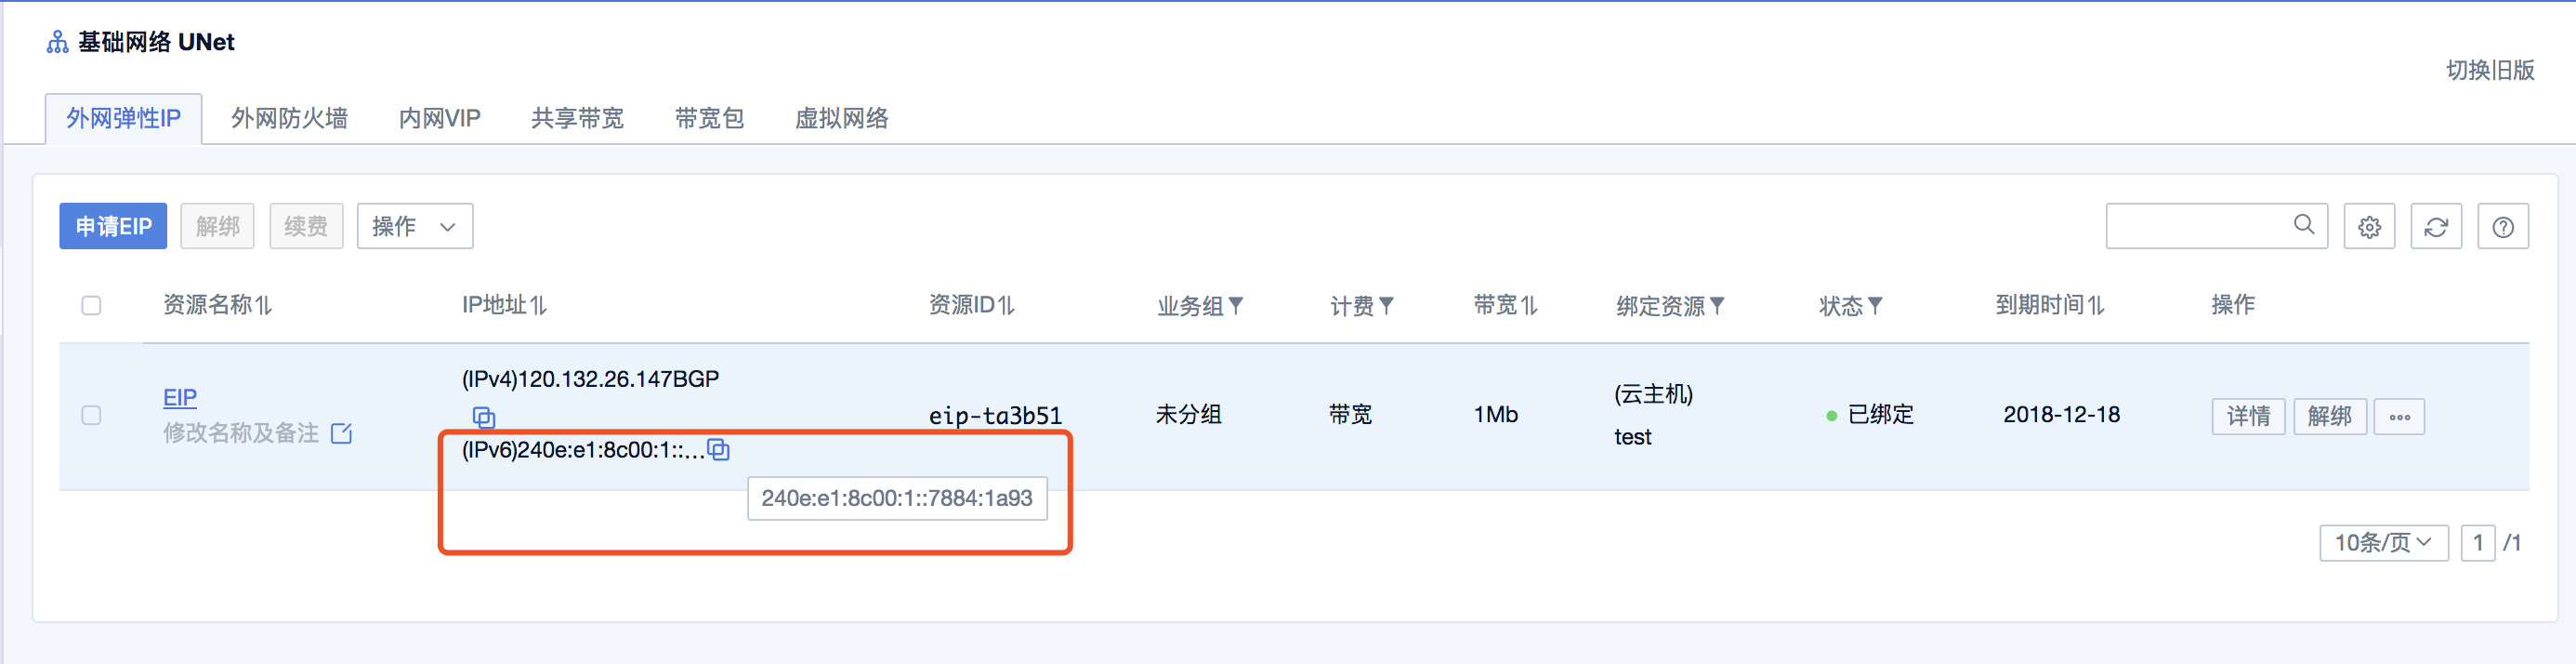 基础网络 UNet
切换旧版
外网弹性IP 外网防火墙 内网VIP 共享带宽 带宽包 虚拟网络
申请EIP 解绑 续费 操作
资源名称 IP地址 资源ID 业务组 计费 带宽 绑定资源 状态 到期时间 操作
EIP
修改名称及备注
(IPv4)120.132.26.147BGP
(IPv6)240e:e1:8c00:1::...
240e:e1:8c00:1::7884:1a93
eip-ta3b51
未分组
带宽
1Mb
(云主机)
test
已绑定
2018-12-18
详情 解绑 ...
10条/页 1 /1